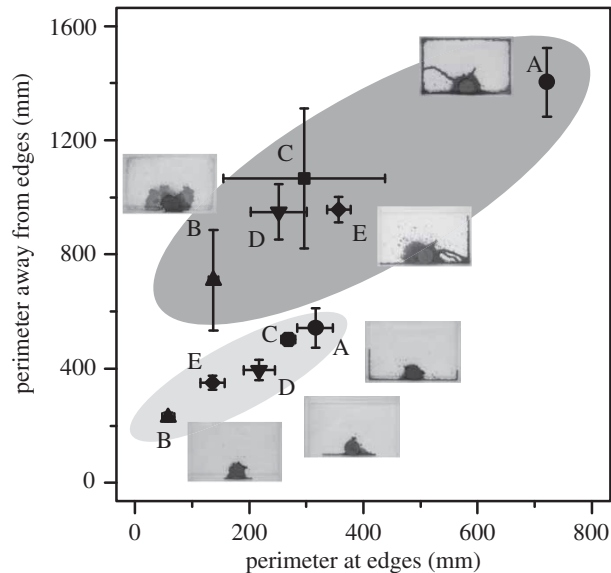 1600
1200
800
400
0
perimeter away from edges (mm)
A
C
B
D
E
C
A
E
D
B
0
200
400
600
800
perimeter at edges (mm)